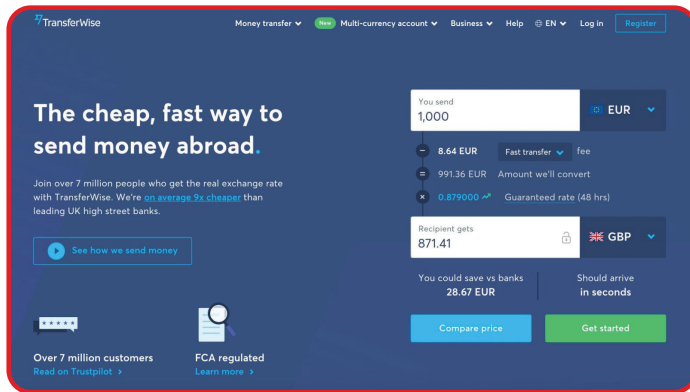 TransferWise
Money transfer
New
Multi-currency account
Business
Help
EN
Log in
Register
The cheap, fast way to
send money abroad.
Join over 7 million people who get the real exchange rate
with TransferWise. We're on average 9x cheaper than
leading UK high street banks.
See how we send money
Over 7 million customers
Read on Trustpilot >
FCA regulated
Learn more >
You send
1,000
EUR
– 8.64 EUR Fast transfer fee
= 991.36 EUR Amount we'll convert
× 0.879000 Guaranteed rate (48 hrs)
Recipient gets
871.41
GBP
You could save vs banks
28.67 EUR
Should arrive
in seconds
Compare price
Get started